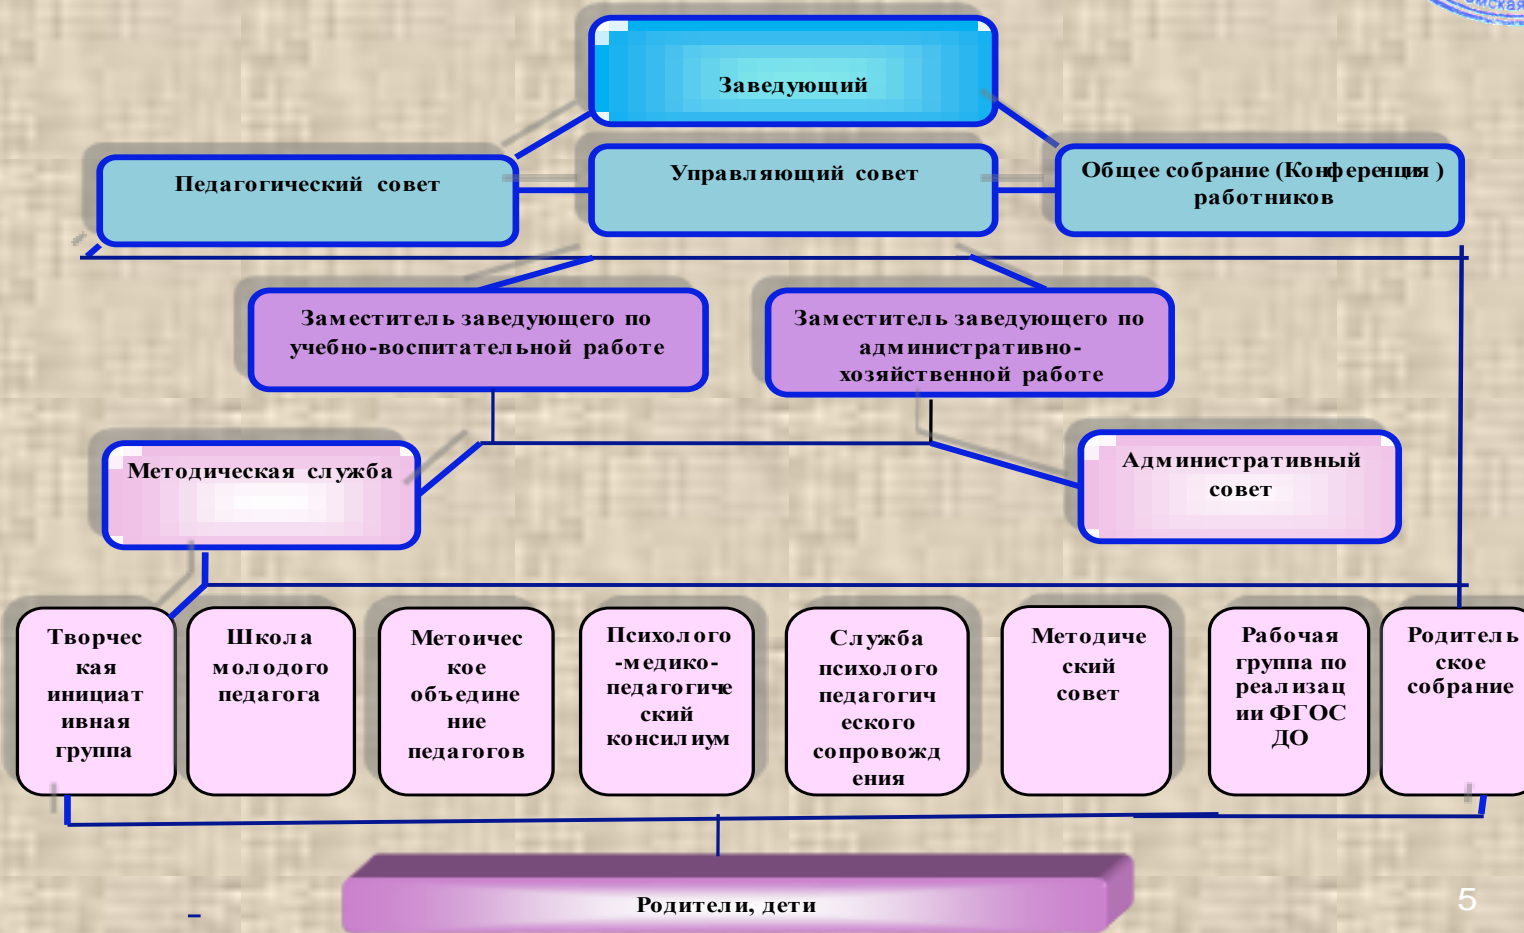 Заведующий
Педагогический совет
Управляющий совет
Общее собрание (Конференция )
работников
Заместитель заведующего по
учебно-воспитательной работе
Заместитель заведующего по
административно-
хозяйственной работе
Методическая служба
Административный
совет
Творчес
кая
инициат
ивная
группа
Школа
молодого
педагога
Метоичес
кое
объедине
ние
педагогов
Психолого
-медико-
педагогиче
ский
консилиум
Служба
психолого
педагогич
еского
сопровожд
ения
Методиче
ский
совет
Рабочая
группа по
реализац
ии ФГОС
ДО
Родитель
ское
собрание
Родители, дети
5